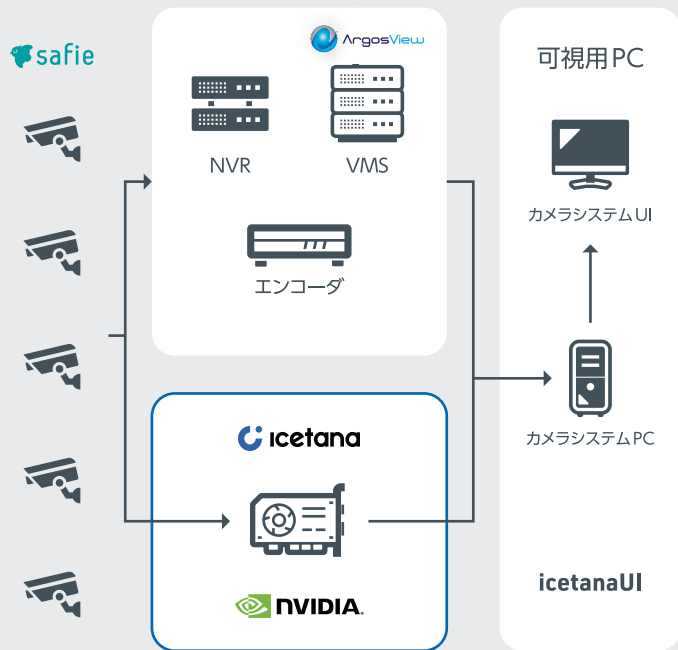 safie
ArgosView
NVR
VMS
エンコーダ
icetana
NVIDIA.
可視用PC
カメラシステムUI
カメラシステムPC
icetanaUI